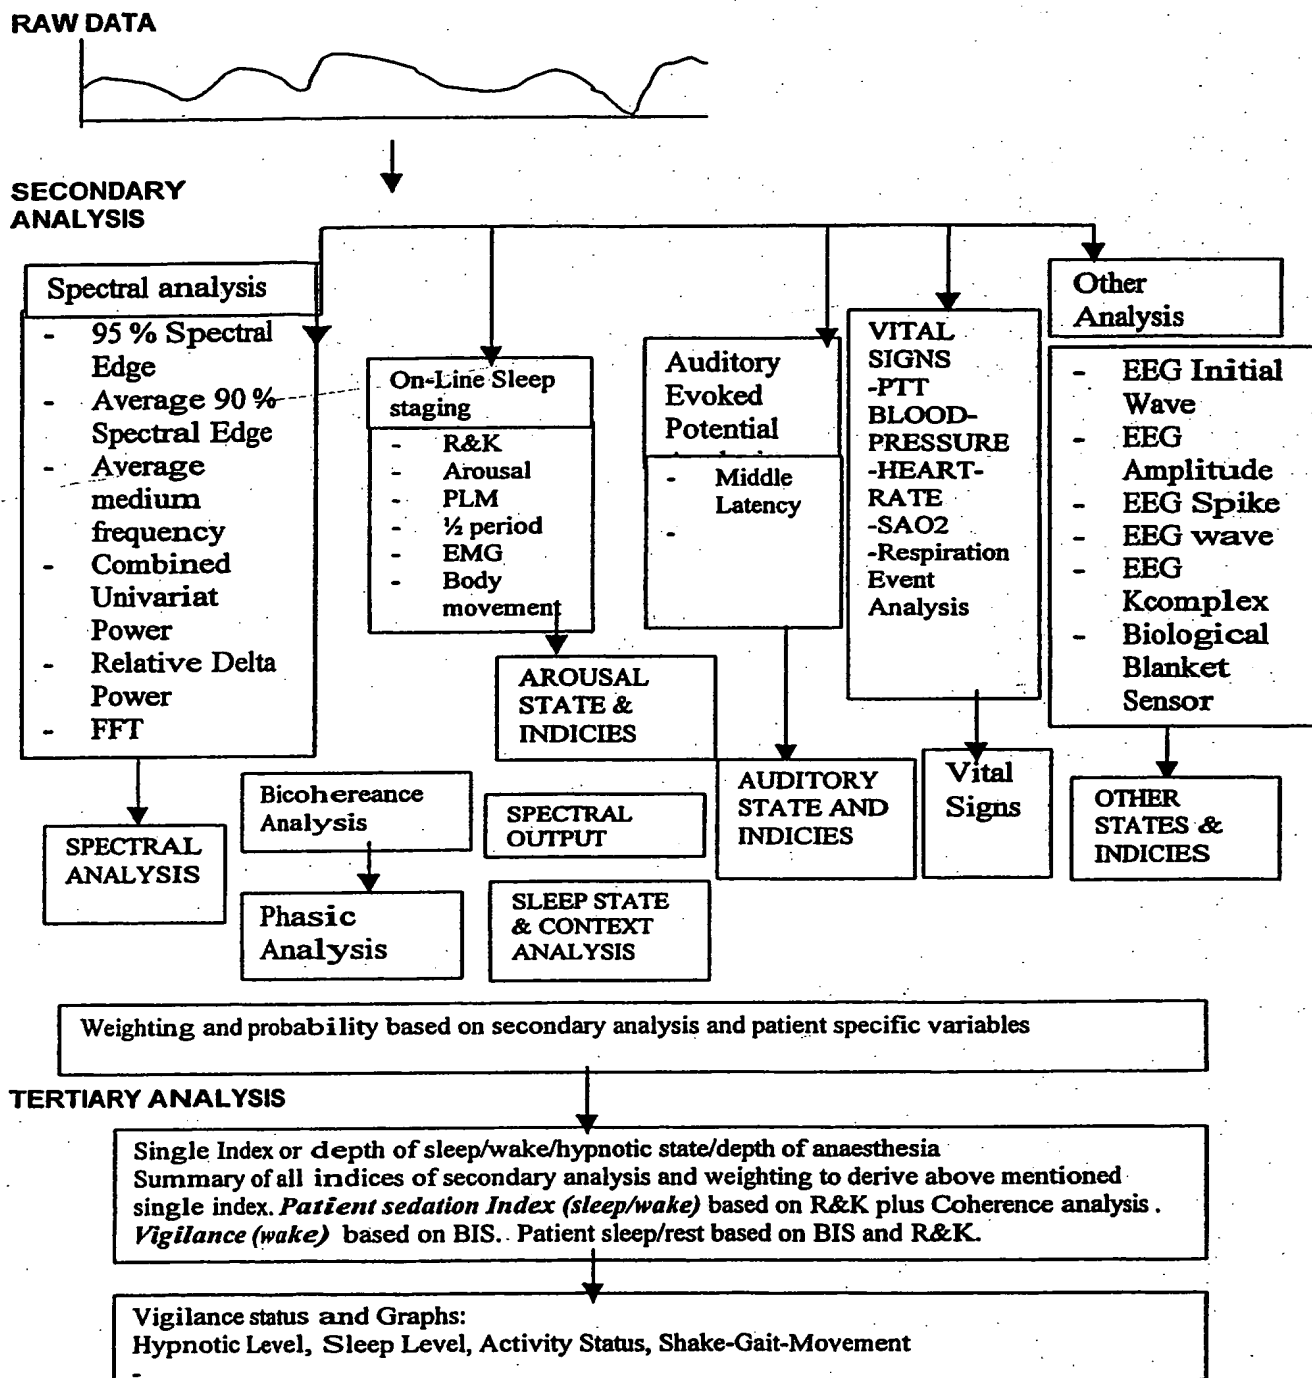 RAW DATA
SECONDARY
ANALYSIS
Spectral analysis
- 95 % Spectral
Edge
- Average 90 %
Spectral Edge
- Average
medium
frequency
- Combined
Univariat
Power
- Relative Delta
Power
- FFT
On-Line Sleep
staging
- R&K
- Arousal
- PLM
- ½ period
- EMG
- Body
movement
Auditory
Evoked
Potential
- Middle
Latency
-
VITAL
SIGNS
-PTT
BLOOD-
PRESSURE
-HEART-
RATE
-SAO2
-Respiration
Event
Analysis
Other
Analysis
- EEG Initial
Wave
- EEG
Amplitude
- EEG Spike
- EEG wave
- EEG
Kcomplex
- Biological
Blanket
Sensor
AROUSAL
STATE &
INDICIES
SPECTRAL
ANALYSIS
Bicohereance
Analysis
Phasic
Analysis
SPECTRAL
OUTPUT
SLEEP STATE
& CONTEXT
ANALYSIS
AUDITORY
STATE AND
INDICIES
Vital
Signs
OTHER
STATES &
INDICIES
Weighting and probability based on secondary analysis and patient specific variables
TERTIARY ANALYSIS
Single Index or depth of sleep/wake/hypnotic state/depth of anaesthesia
Summary of all indices of secondary analysis and weighting to derive above mentioned
single index. Patient sedation Index (sleep/wake) based on R&K plus Coherence analysis.
Vigilance (wake) based on BIS. Patient sleep/rest based on BIS and R&K.
Vigilance status and Graphs:
Hypnotic Level, Sleep Level, Activity Status, Shake-Gait-Movement
-